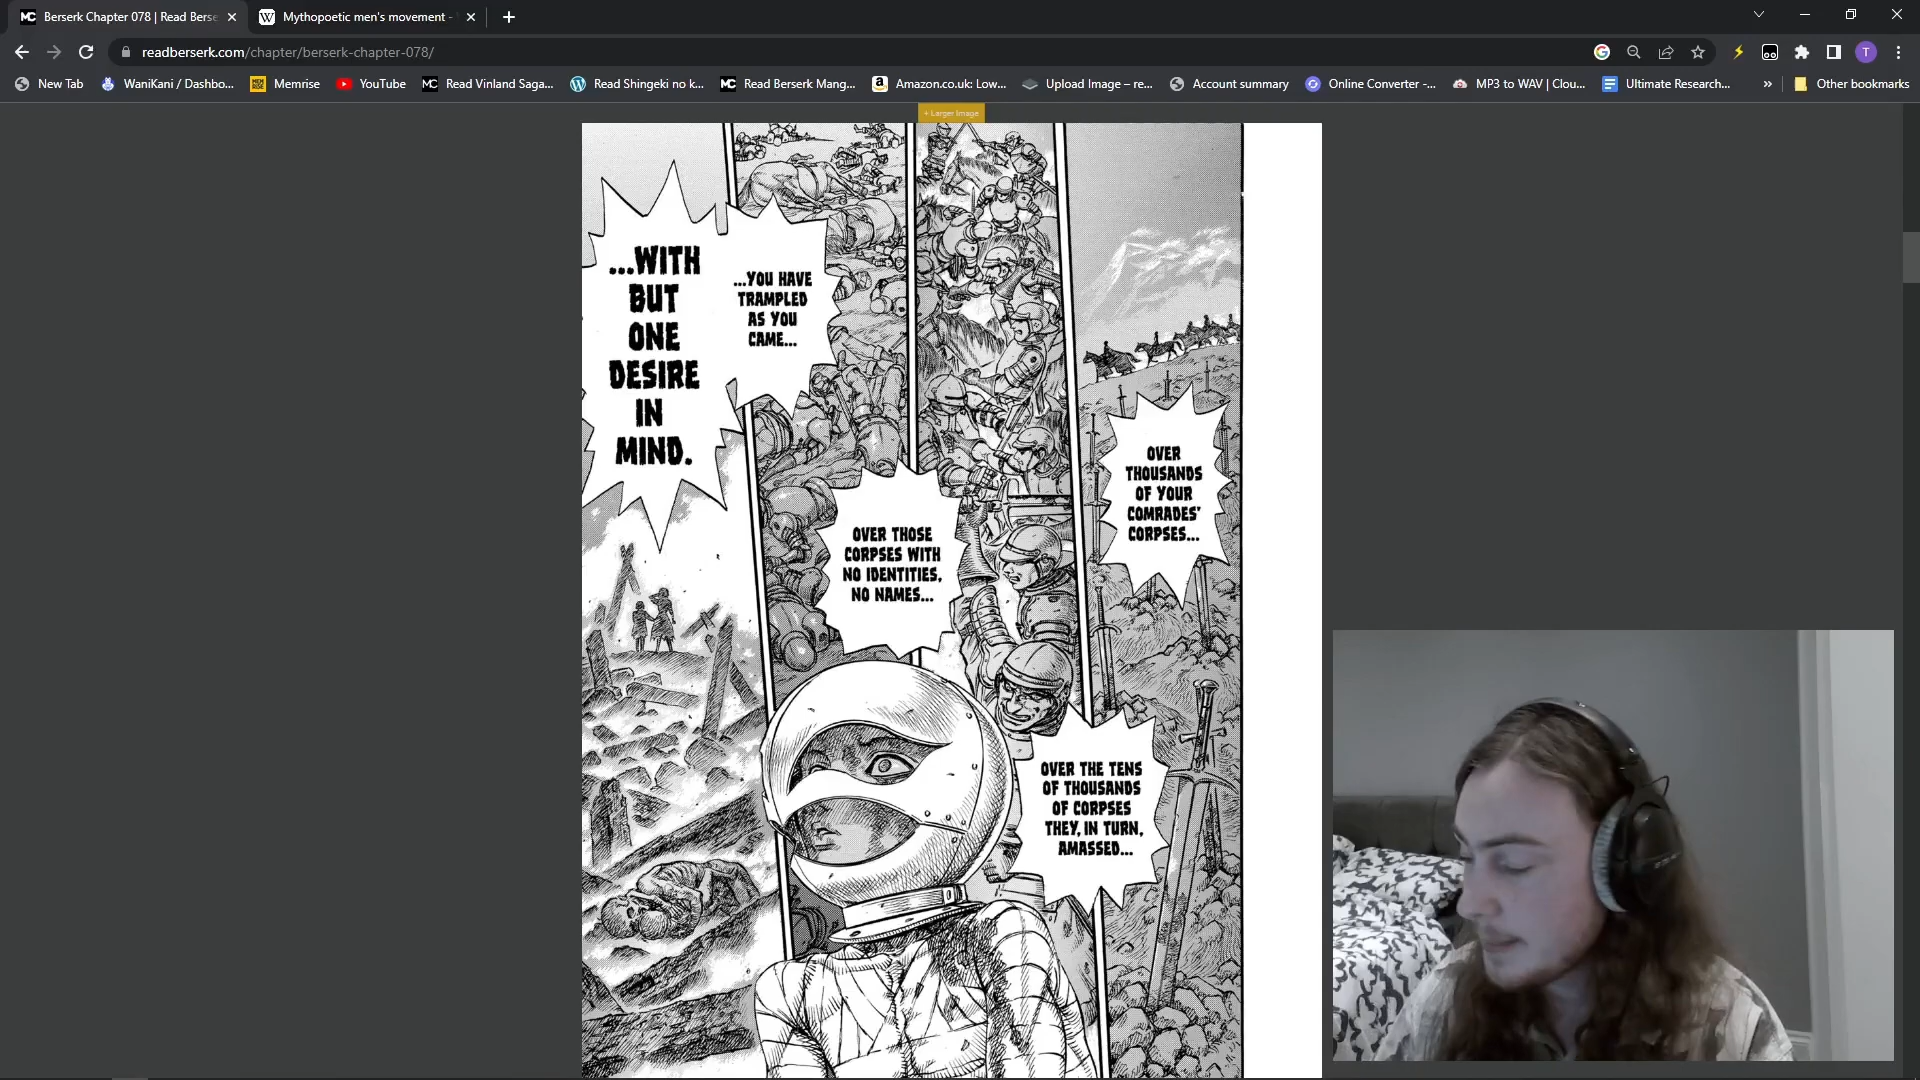 Berserk Chapter 078 | Read Berse
Mythopoetic men's movement -
readberserk.com/chapter/berserk-chapter-078/
T
New Tab
WaniKani / Dashbo...
Memrise
YouTube
Read Vinland Saga...
Read Shingeki no k...
Read Berserk Mang...
Amazon.co.uk: Low...
Upload Image – re...
Account summary
Online Converter -...
MP3 to WAV | Clou...
Ultimate Research...
»
Other bookmarks
+ Larger Image
OVER
THOUSANDS
OF YOUR
COMRADES'
CORPSES...
OVER THE TENS
OF THOUSANDS
OF CORPSES
THEY, IN TURN,
AMASSED...
OVER THOSE
CORPSES WITH
NO IDENTITIES,
NO NAMES...
...YOU HAVE
TRAMPLED
AS YOU
CAME...
...WITH
BUT
ONE
DESIRE
IN
MIND.